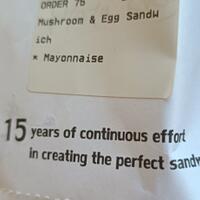 ORDER 75
Mushroom & Egg Sandw
ich
* Mayonnaise
15 years of continuous effort
in creating the perfect sandw